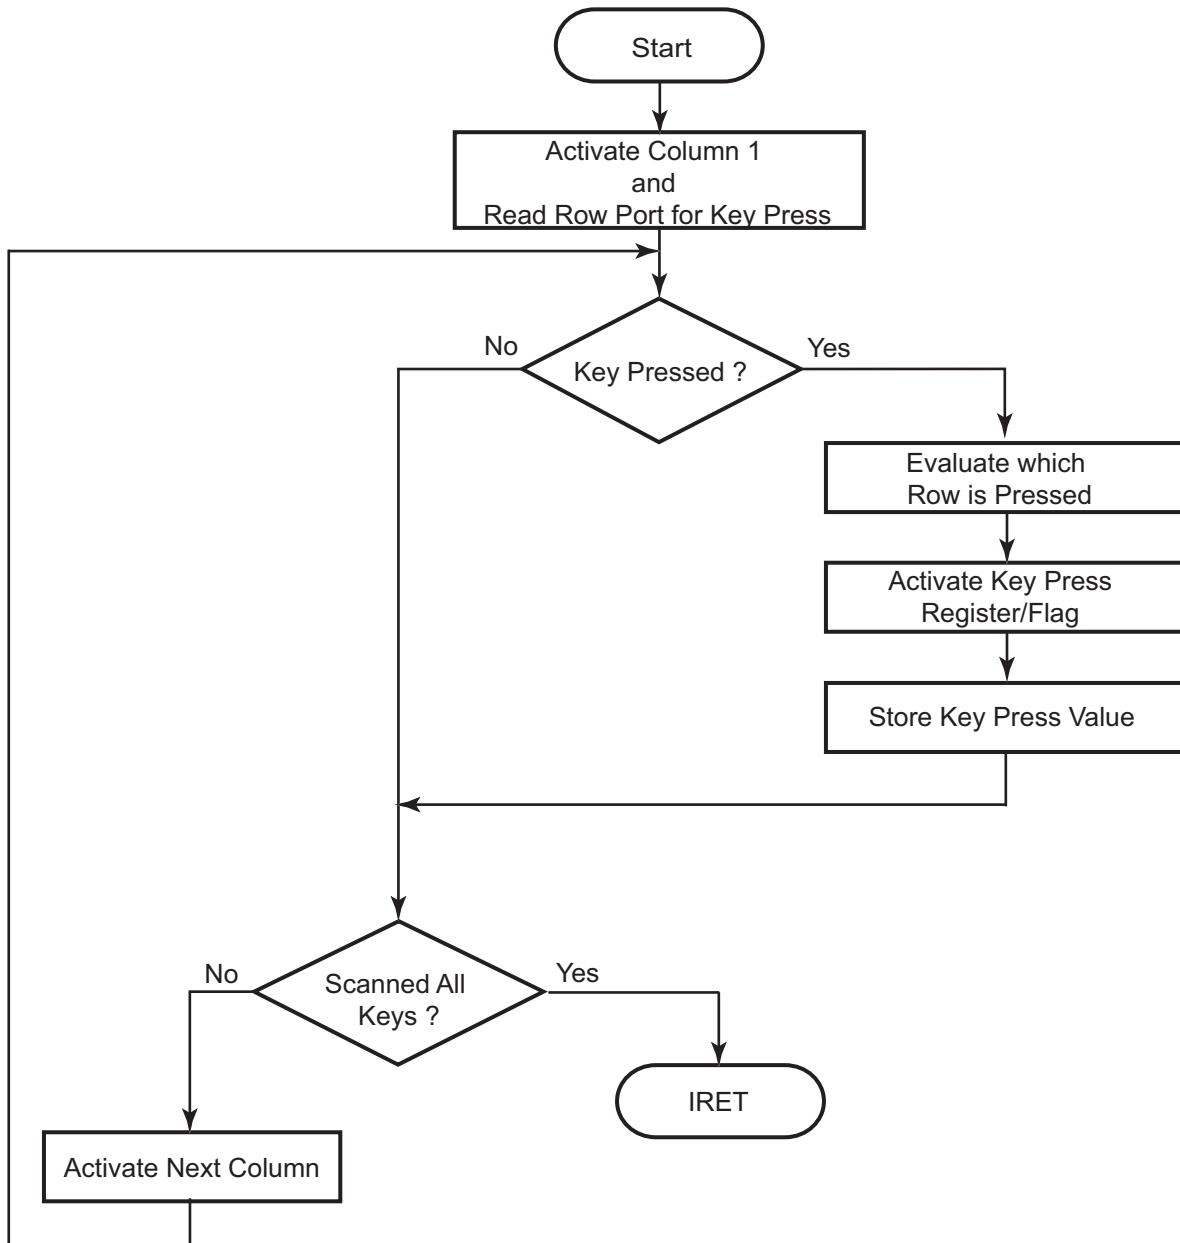 Start
Activate Column 1
and
Read Row Port for Key Press
No
Yes
Key Pressed ?
Evaluate which
Row is Pressed
Activate Key Press
Register/Flag
Store Key Press Value
No
Yes
Scanned All
Keys ?
IRET
Activate Next Column